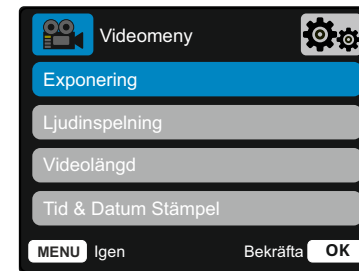 Videomeny
Exponering
Ljudinspelning
Videolängd
Tid & Datum Stämpel
MENU Igen Bekräfta OK